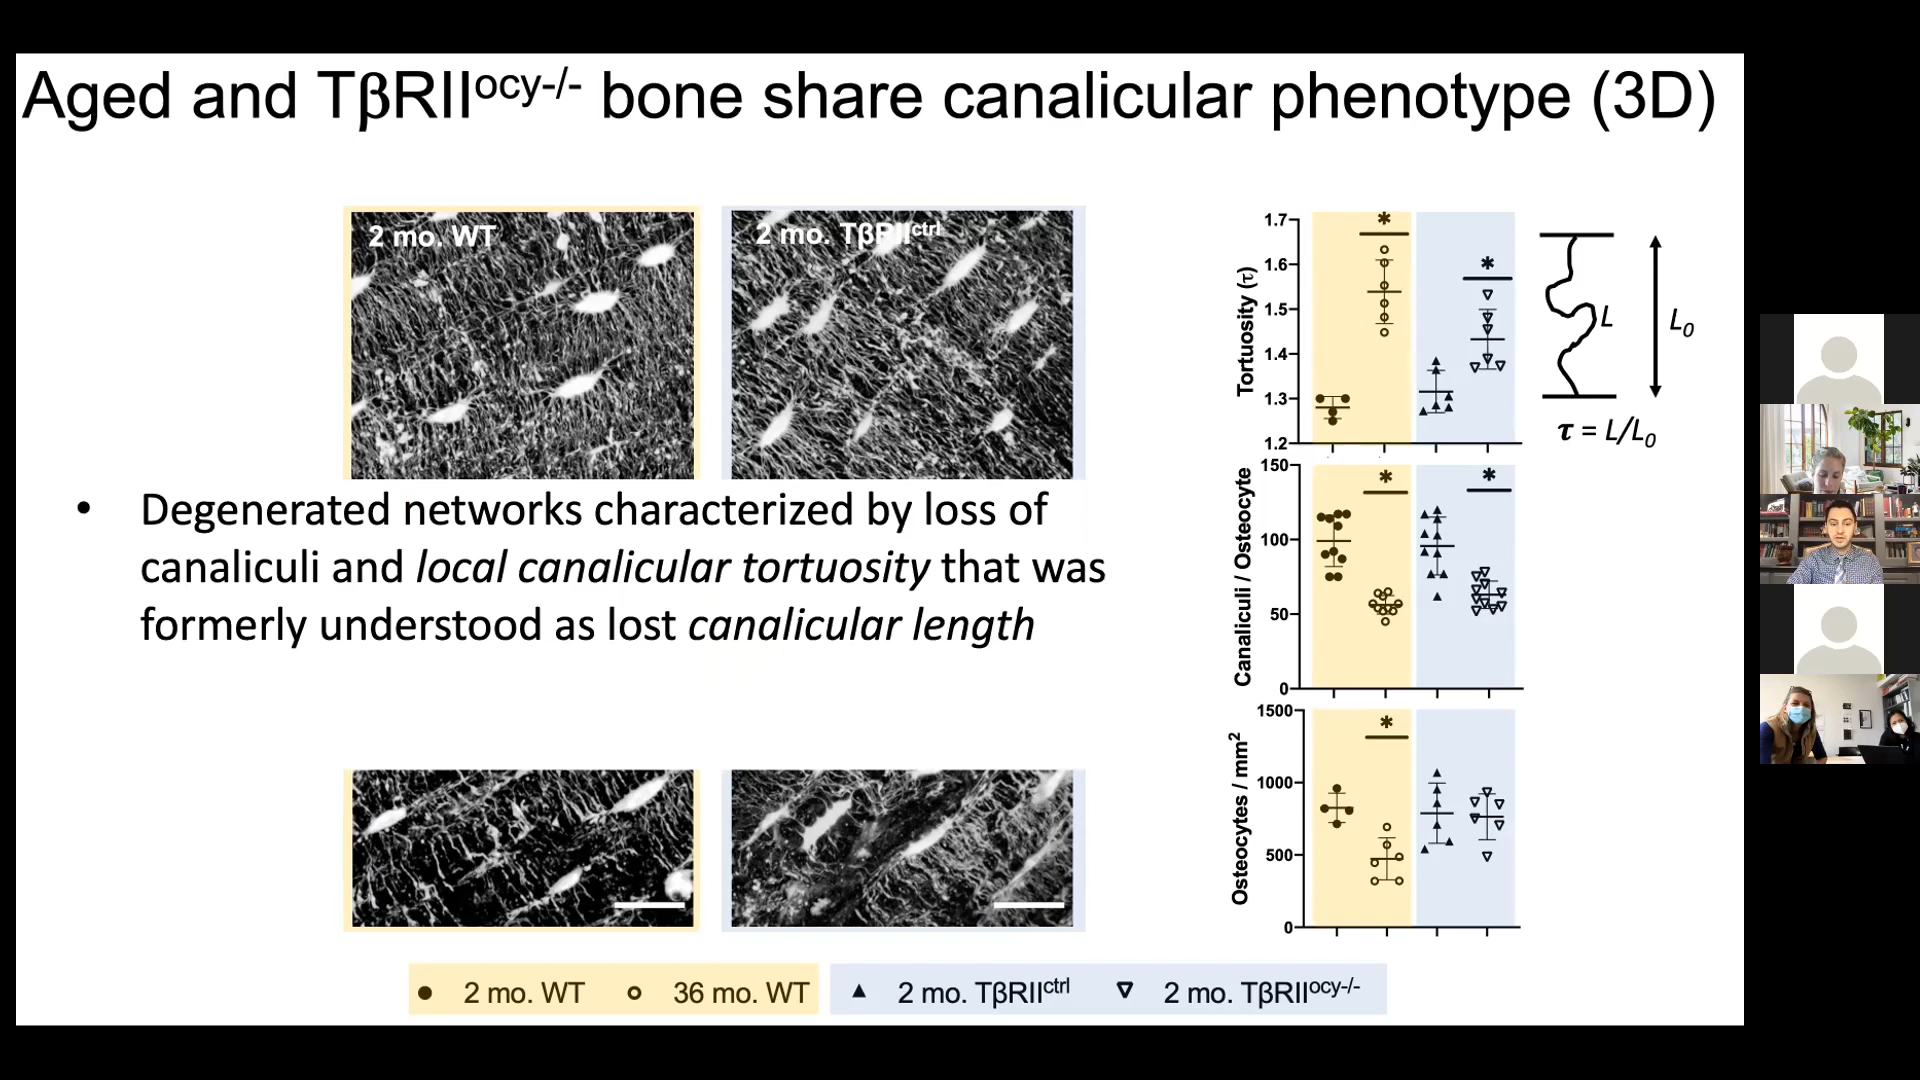 Aged and TβRIIocy-/- bone share canalicular phenotype (3D)
2 mo. WT
2 mo. TβRIIctrl
• Degenerated networks characterized by loss of
canaliculi and local canalicular tortuosity that was
formerly understood as lost canalicular length
Tortuosity (τ)
1.7
1.6
1.5
1.4
1.3
1.2
*
*
L
L0
τ = L/L0
Canaliculi / Osteocyte
150
100
50
0
*
*
Osteocytes / mm2
1500
1000
500
0
*
2 mo. WT
36 mo. WT
2 mo. TβRIIctrl
2 mo. TβRIIocy-/-